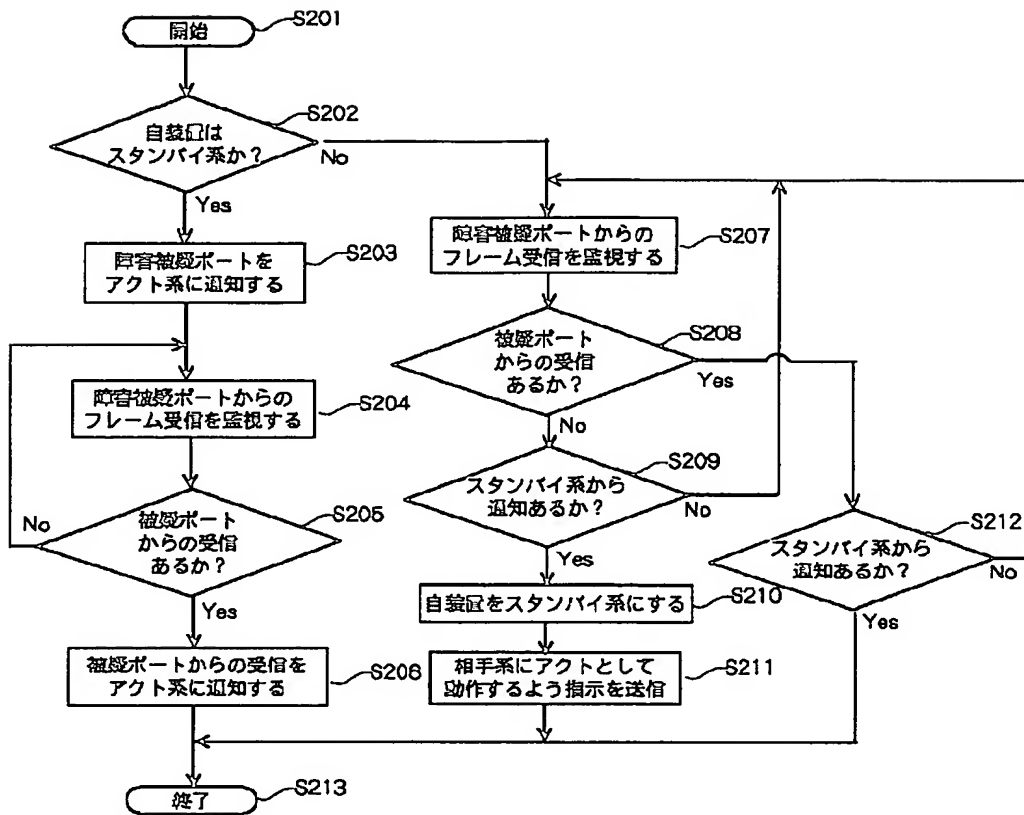 開始
S201
自装置は
スタンバイ系か？
S202
No
Yes
障害被疑ポートを
アクト系に通知する
S203
障害被疑ポートからの
フレーム受信を監視する
S204
被疑ポート
からの受信
あるか？
S205
No
Yes
被疑ポートからの受信を
アクト系に通知する
S206
障害被疑ポートからの
フレーム受信を監視する
S207
被疑ポート
からの受信
あるか？
S208
Yes
No
スタンバイ系から
通知あるか？
S209
No
Yes
自装置をスタンバイ系にする
S210
相手系にアクトとして
動作するよう指示を送信
S211
スタンバイ系から
通知あるか？
S212
No
Yes
終了
S213